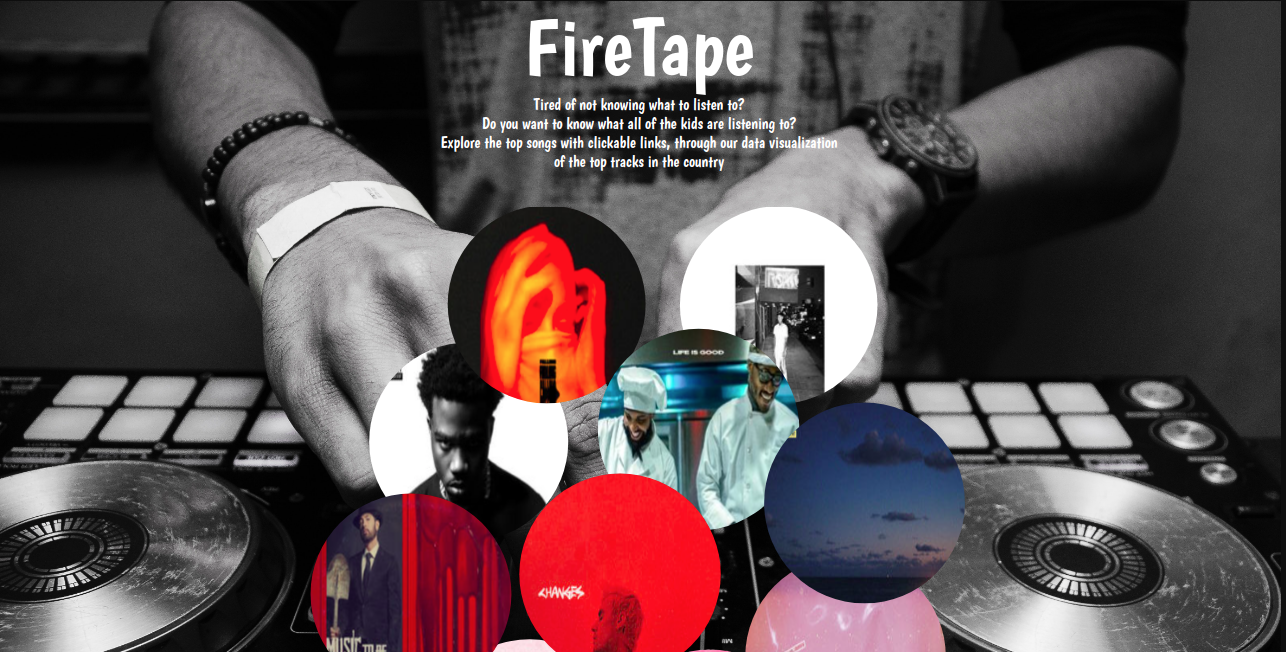 FireTape
Tired of not knowing what to listen to?
Do you want to know what all of the kids are listening to?
Explore the top songs with clickable links, through our data visualization
of the top tracks in the country
LIFE IS GOOD
CHANGES
MUSIC TO BE